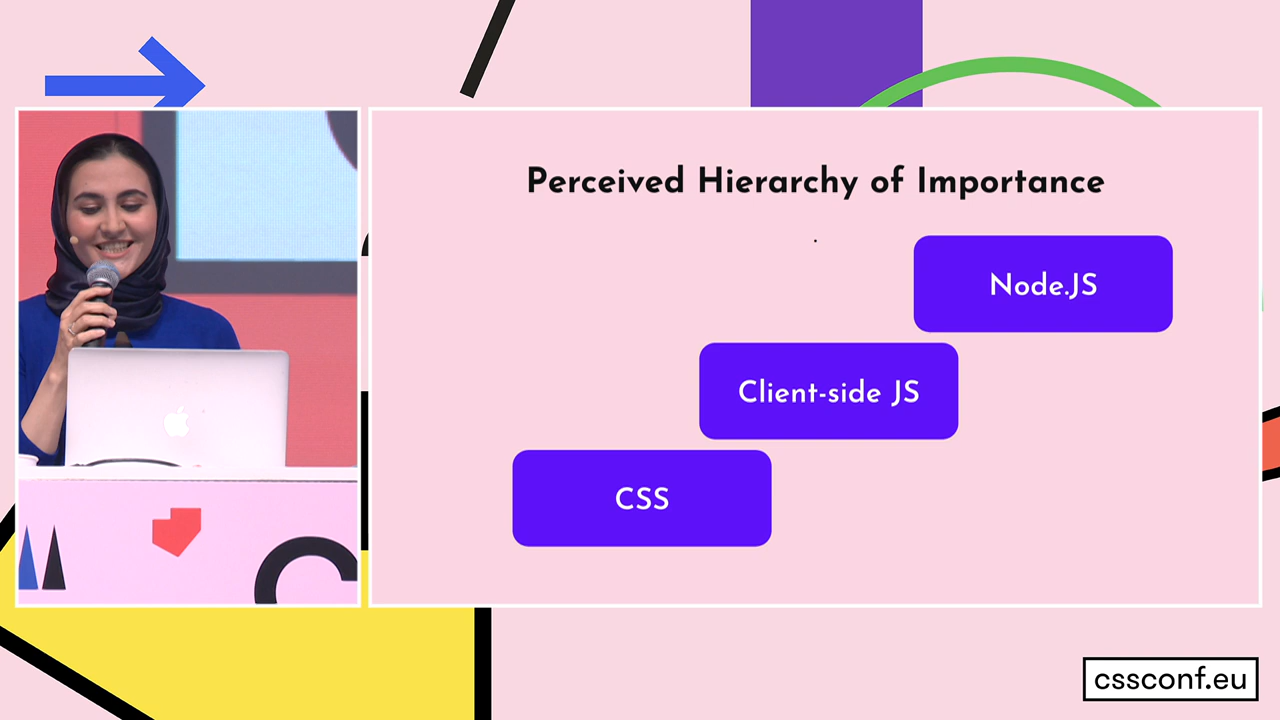 Perceived Hierarchy of Importance
Node.JS
Client-side JS
CSS
cssconf.eu